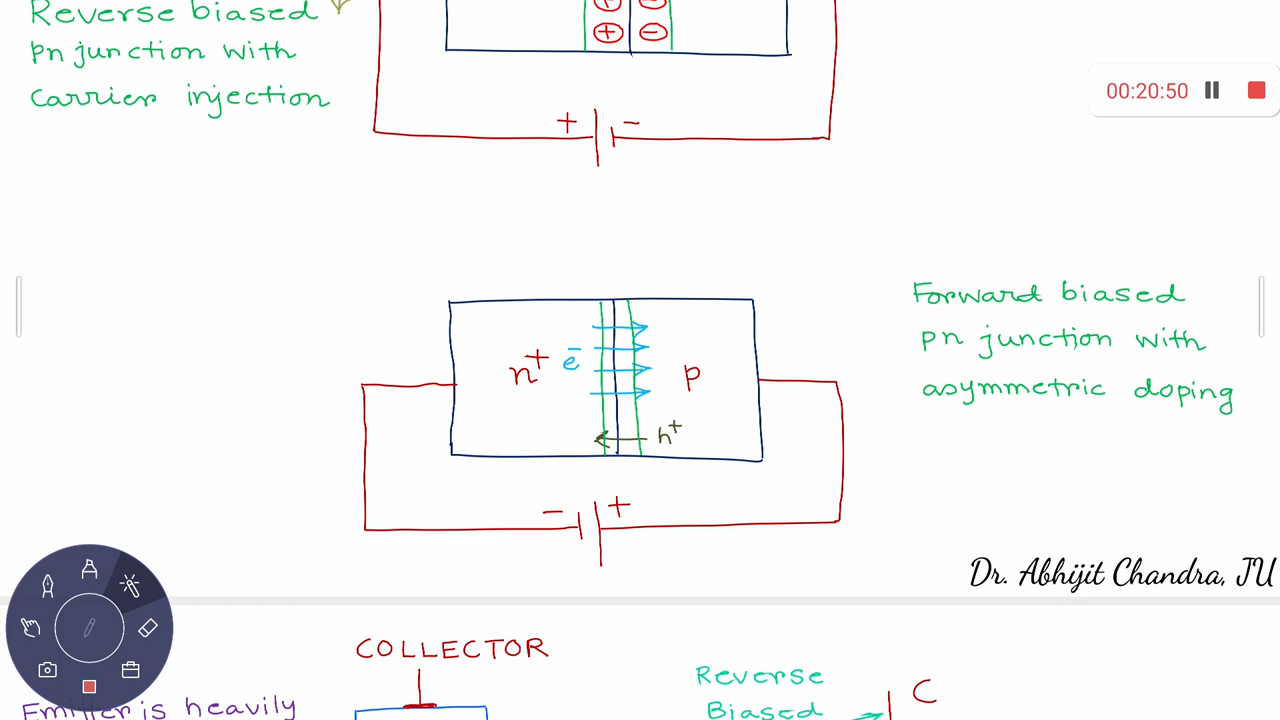 Reverse biased
pn junction with
carrier injection
+ -
+ -
00:20:50
+ -
Forward biased
pn junction with
asymmetric doping
n+ e̅ p
h+
- +
Dr. Abhijit Chandra, JU
COLLECTOR
Emitter is heavily
Reverse
Biased
C